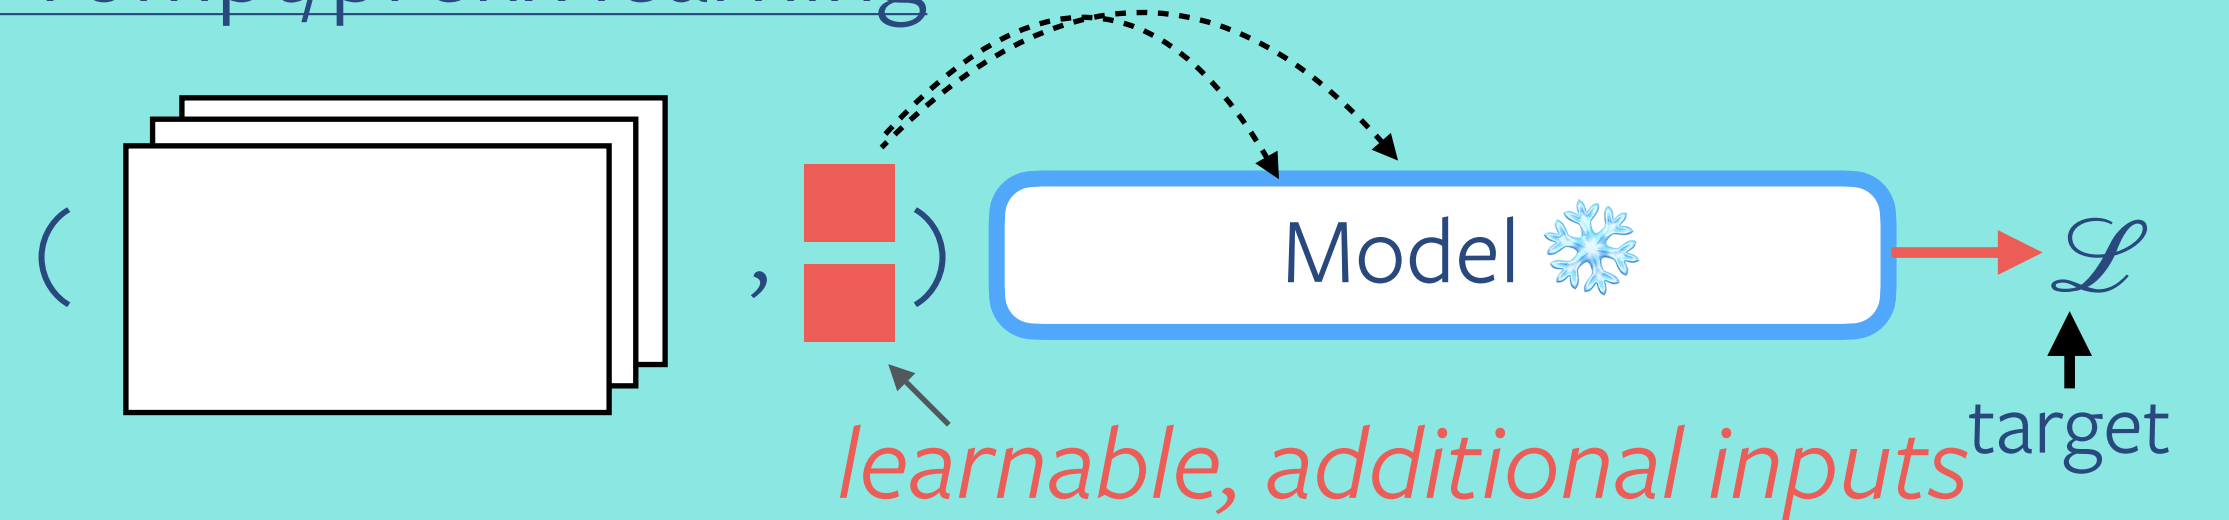 ( , ) Model ❄️ ℒ
target
learnable, additional inputs